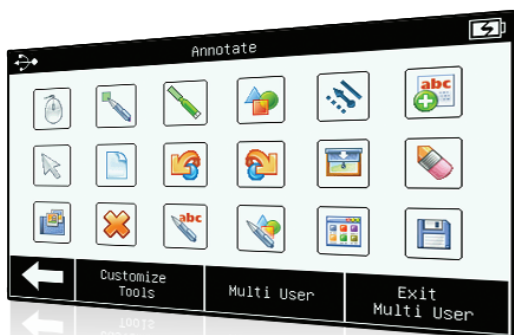 Annotate
abc
abc
Customize
Tools
Multi User
Exit
Multi User